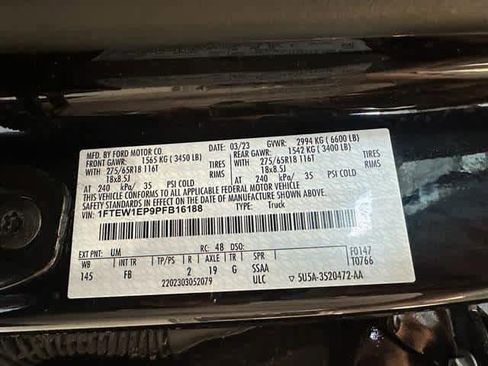 MFD. BY FORD MOTOR CO.
DATE: 03/23 GVWR: 2994 KG (6600 LB)
FRONT GAWR: 1565 KG (3450 LB) REAR GAWR: 1542 KG (3400 LB)
275/65R18 116T TIRES 275/65R18 116T TIRES
18x8.5J RIMS 18x8.5J RIMS
AT 240 kPa/ 35 PSI COLD AT 240 kPa/ 35 PSI COLD
THIS VEHICLE CONFORMS TO ALL APPLICABLE FEDERAL MOTOR VEHICLE
SAFETY STANDARDS IN EFFECT ON THE DATE OF MANUFACTURE SHOWN ABOVE.
VIN: 1FTEW1EP9PFB16188 TYPE: Truck
EXT PNT: UM RC: 48 DSO: F0147
WB INT TR TP/PS R AXLE TR SPR T0766
145 FB 2 19 G SSAA
2202303052079 ULC 5U5A-3520472-AA